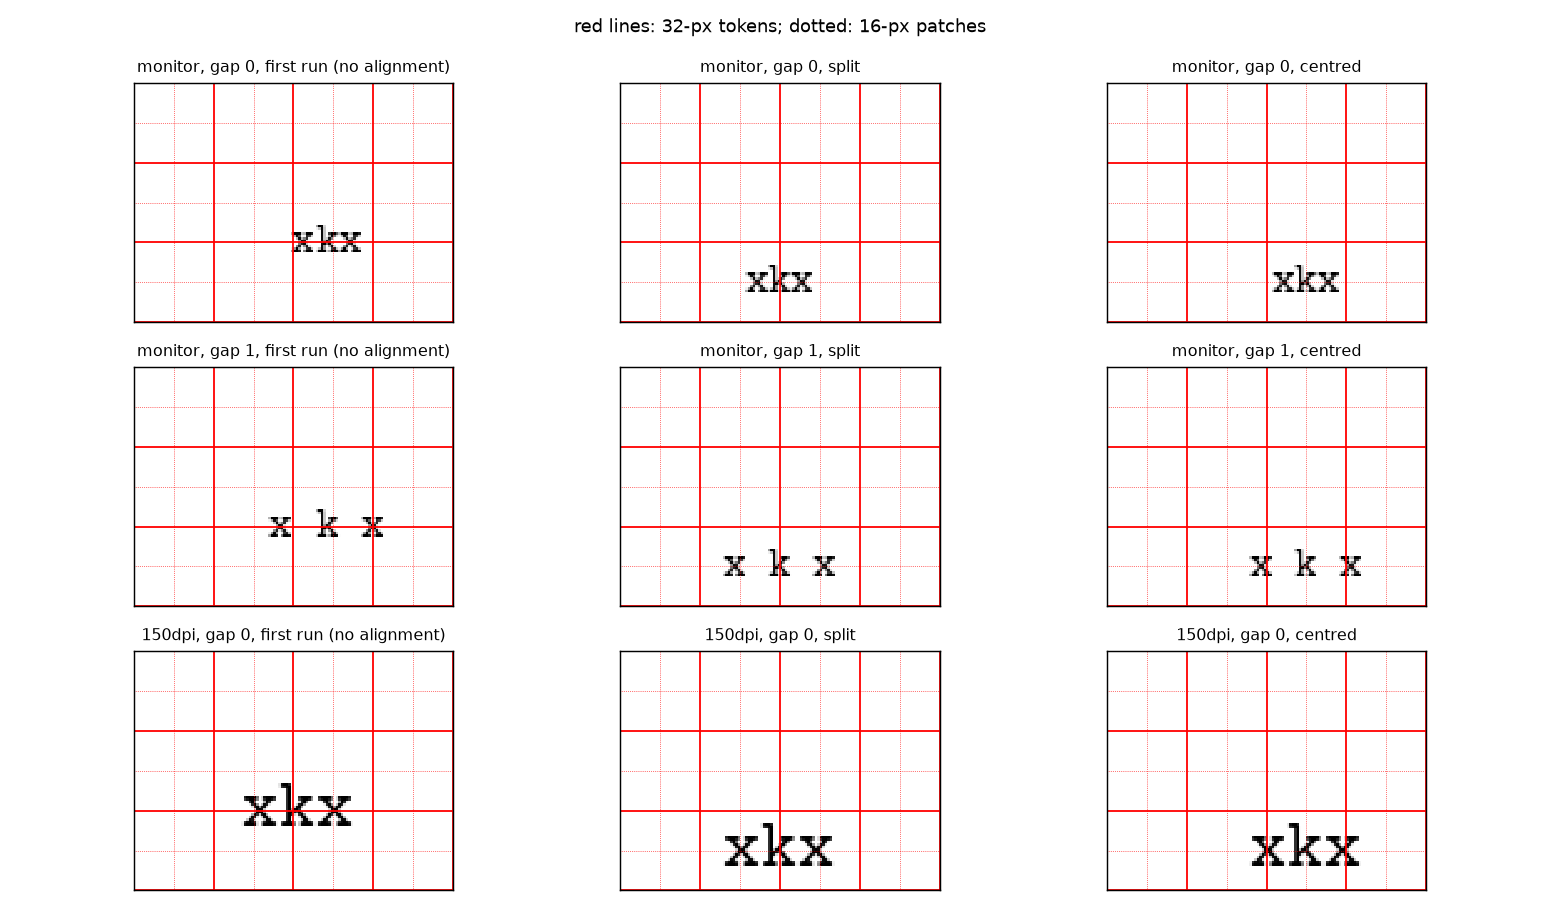 red lines: 32-px tokens; dotted: 16-px patches
monitor, gap 0, first run (no alignment)
monitor, gap 0, split
monitor, gap 0, centred
xkx
xkx
xkx
monitor, gap 1, first run (no alignment)
monitor, gap 1, split
monitor, gap 1, centred
x k x
x k x
x k x
150dpi, gap 0, first run (no alignment)
150dpi, gap 0, split
150dpi, gap 0, centred
xkx
xkx
xkx